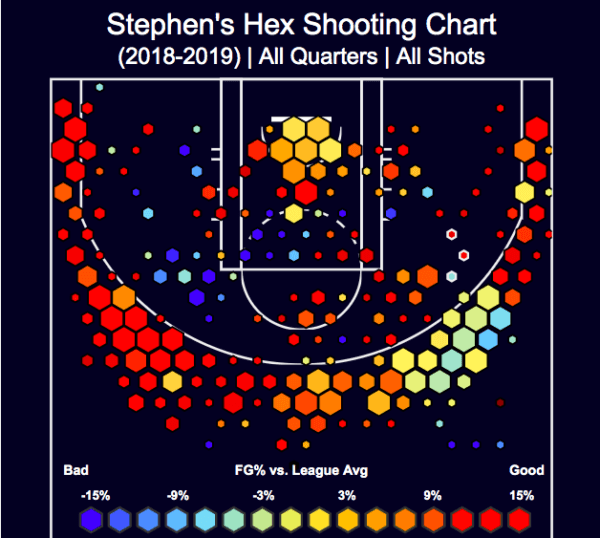 Stephen's Hex Shooting Chart
(2018-2019) | All Quarters | All Shots
Bad FG% vs. League Avg Good
-15% -9% -3% 3% 9% 15%